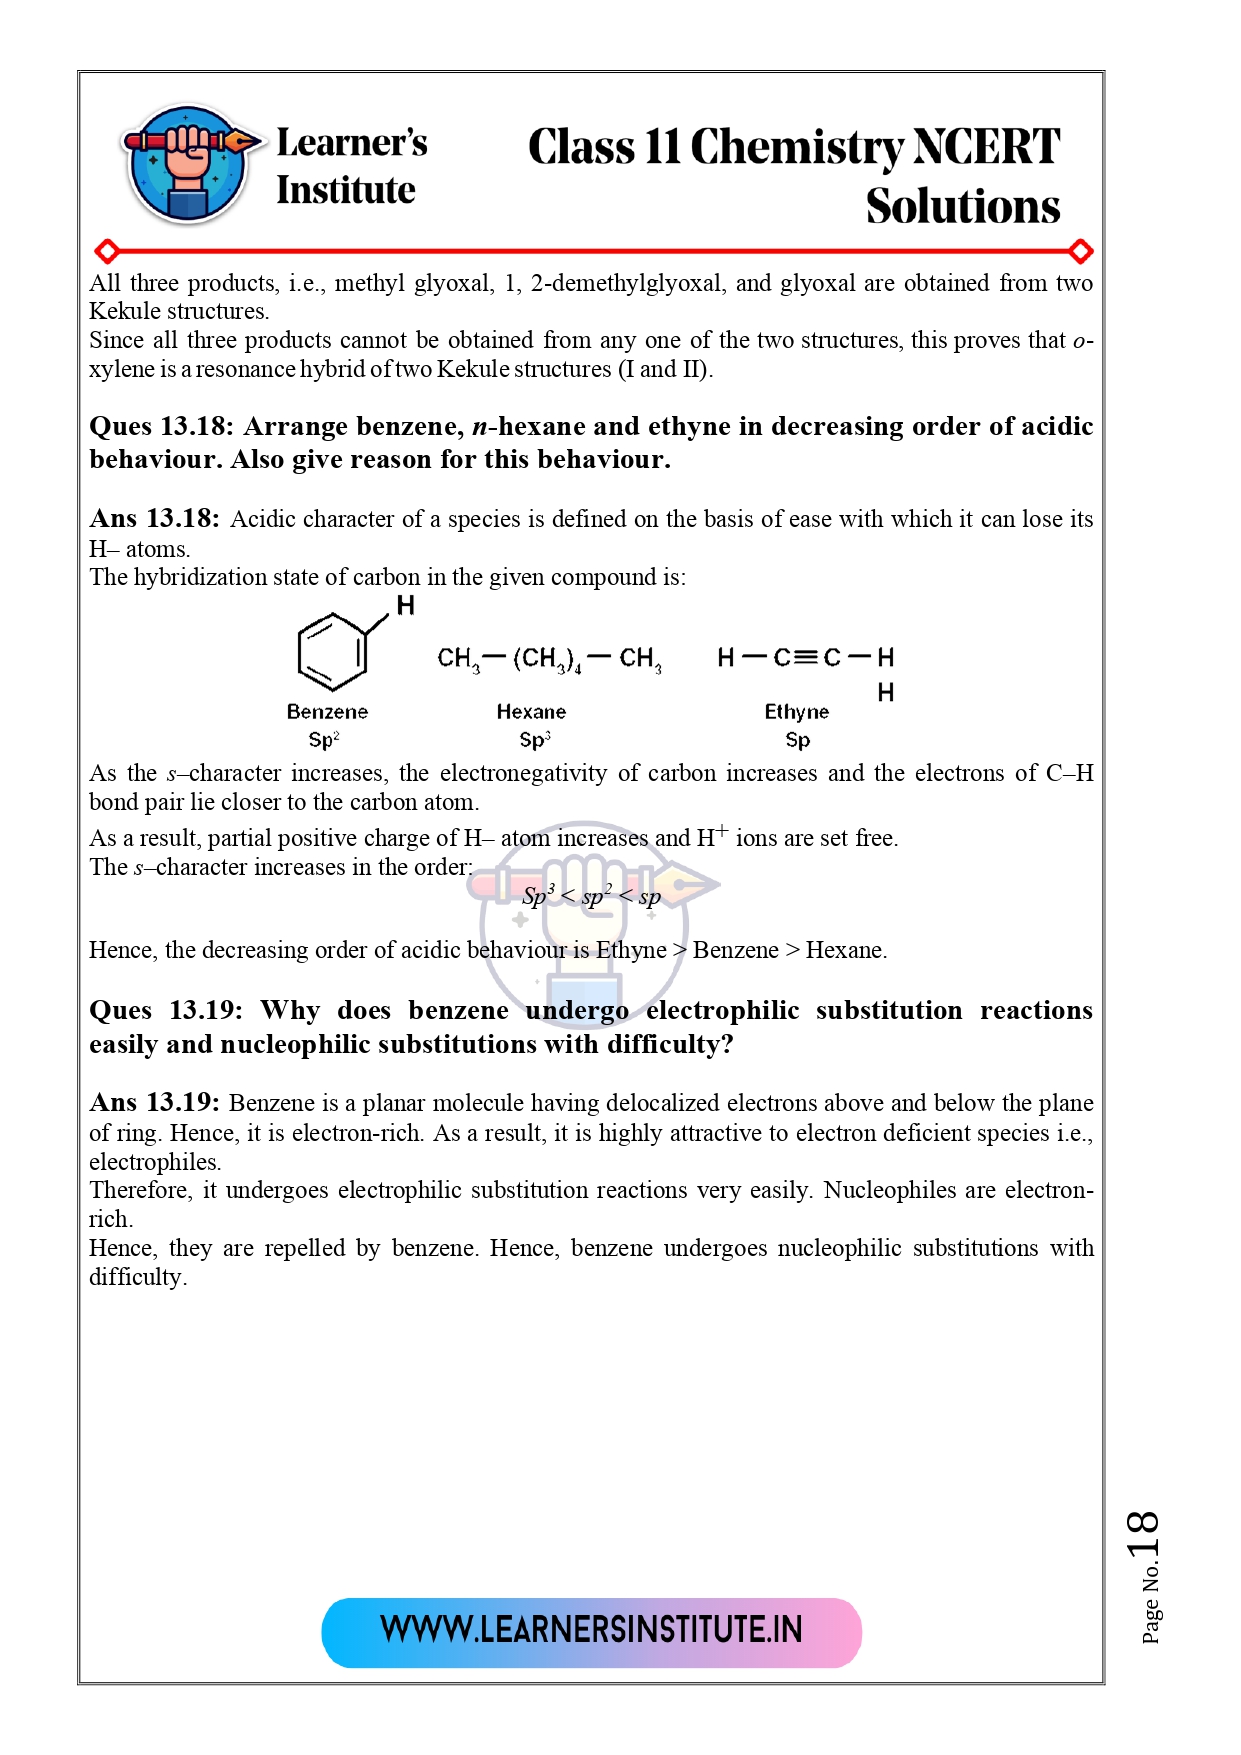 Learner's
Institute
Class 11 Chemistry NCERT
Solutions
All three products, i.e., methyl glyoxal, 1, 2-demethylglyoxal, and glyoxal are obtained from two
Kekule structures.
Since all three products cannot be obtained from any one of the two structures, this proves that o-
xylene is a resonance hybrid of two Kekule structures (I and II).
Ques 13.18: Arrange benzene, n-hexane and ethyne in decreasing order of acidic
behaviour. Also give reason for this behaviour.
Ans 13.18: Acidic character of a species is defined on the basis of ease with which it can lose its
H– atoms.
The hybridization state of carbon in the given compound is:
H
CH₃— (CH₃)₄ — CH₃ H — C≡C — H
H
Benzene Hexane Ethyne
Sp² Sp³ Sp
As the s–character increases, the electronegativity of carbon increases and the electrons of C–H
bond pair lie closer to the carbon atom.
As a result, partial positive charge of H– atom increases and H⁺ ions are set free.
The s–character increases in the order:
Sp³ < sp² < sp
Hence, the decreasing order of acidic behaviour is Ethyne > Benzene > Hexane.
Ques 13.19: Why does benzene undergo electrophilic substitution reactions
easily and nucleophilic substitutions with difficulty?
Ans 13.19: Benzene is a planar molecule having delocalized electrons above and below the plane
of ring. Hence, it is electron-rich. As a result, it is highly attractive to electron deficient species i.e.,
electrophiles.
Therefore, it undergoes electrophilic substitution reactions very easily. Nucleophiles are electron-
rich.
Hence, they are repelled by benzene. Hence, benzene undergoes nucleophilic substitutions with
difficulty.
Page No.18
WWW.LEARNERSINSTITUTE.IN